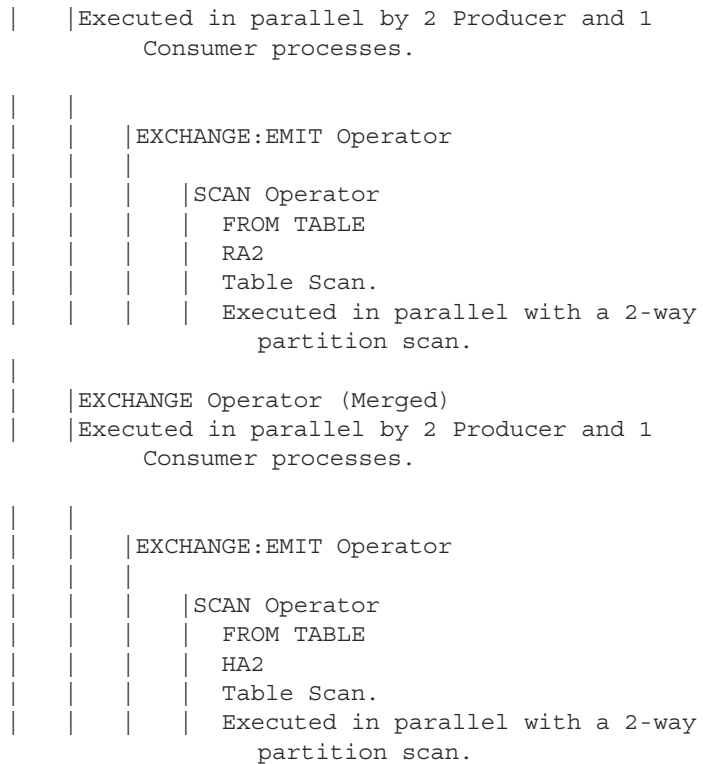 |   |Executed in parallel by 2 Producer and 1
Consumer processes.
|   |
|   |   |EXCHANGE:EMIT Operator
|   |   |
|   |   |   |SCAN Operator
|   |   |   |  FROM TABLE
|   |   |   |  RA2
|   |   |   |  Table Scan.
|   |   |   |  Executed in parallel with a 2-way
partition scan.
|
|   |EXCHANGE Operator (Merged)
|   |Executed in parallel by 2 Producer and 1
Consumer processes.
|   |
|   |   |EXCHANGE:EMIT Operator
|   |   |
|   |   |   |SCAN Operator
|   |   |   |  FROM TABLE
|   |   |   |  HA2
|   |   |   |  Table Scan.
|   |   |   |  Executed in parallel with a 2-way
partition scan.